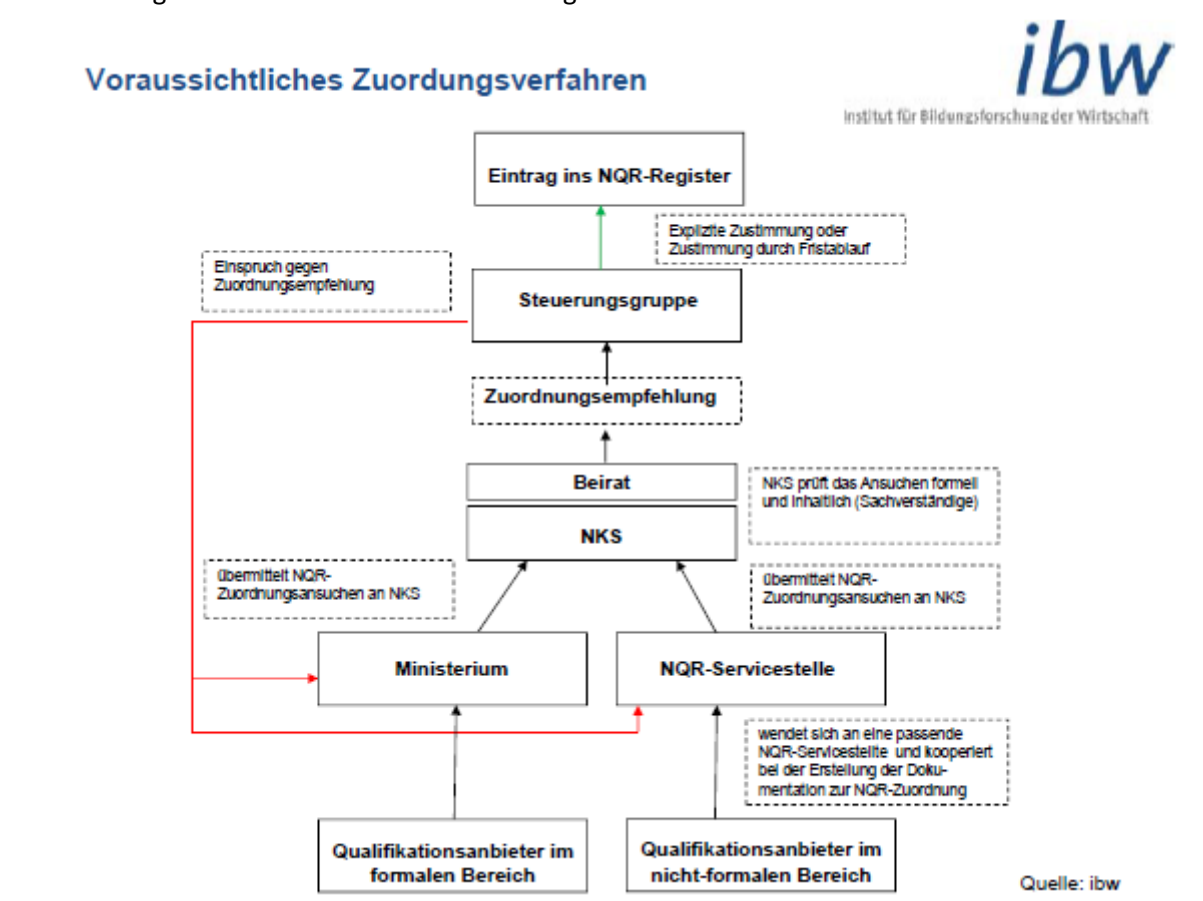 Voraussichtliches Zuordungsverfahren
ibw
Institut für Bildungsforschung der Wirtschaft
Eintrag ins NQR-Register
Explizite Zustimmung oder
Zustimmung durch Fristablauf
Einspruch gegen
Zuordnungsempfehlung
Steuerungsgruppe
Zuordnungsempfehlung
Beirat
NKS prüft das Ansuchen formell
und inhaltlich (Sachverständige)
NKS
übermittelt NQR-
Zuordnungsansuchen an NKS
übermittelt NQR-
Zuordnungsansuchen an NKS
Ministerium
NQR-Servicestelle
wendet sich an eine passende
NQR-Servicestellte und kooperiert
bei der Erstellung der Doku-
mentation zur NQR-Zuordnung
Qualifikationsanbieter im
formalen Bereich
Qualifikationsanbieter im
nicht-formalen Bereich
Quelle: ibw